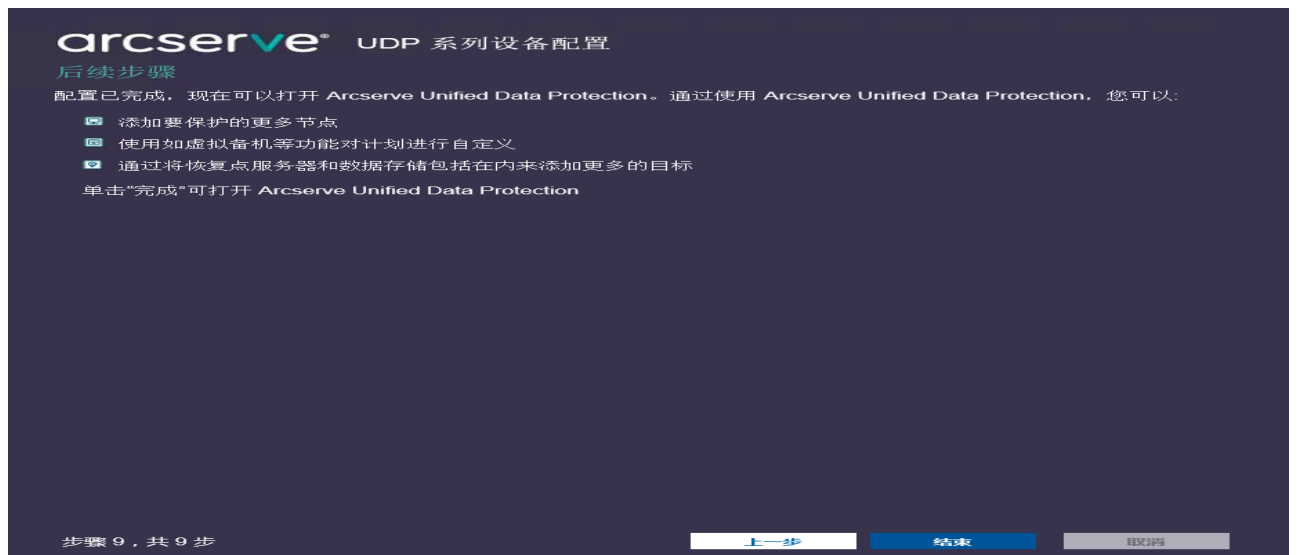 arcserve® UDP 系列设备配置
后续步骤
配置已完成，现在可以打开 Arcserve Unified Data Protection。通过使用 Arcserve Unified Data Protection，您可以:
添加要保护的更多节点
使用如虚拟备机等功能对计划进行自定义
通过将恢复点服务器和数据存储包括在内来添加更多的目标
单击"完成"可打开 Arcserve Unified Data Protection
步骤 9 , 共 9 步
上一步
结束
取消